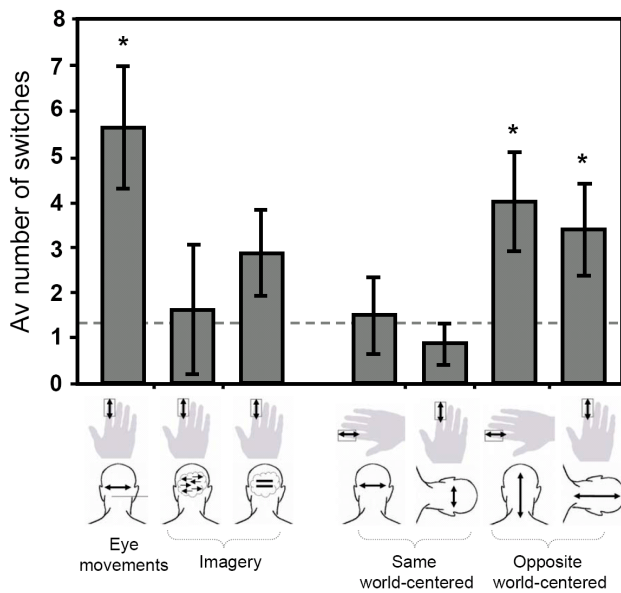 Av number of switches
8
7
6
5
4
3
2
1
0
*
*
*
Eye
movements
Imagery
Same
world-centered
Opposite
world-centered